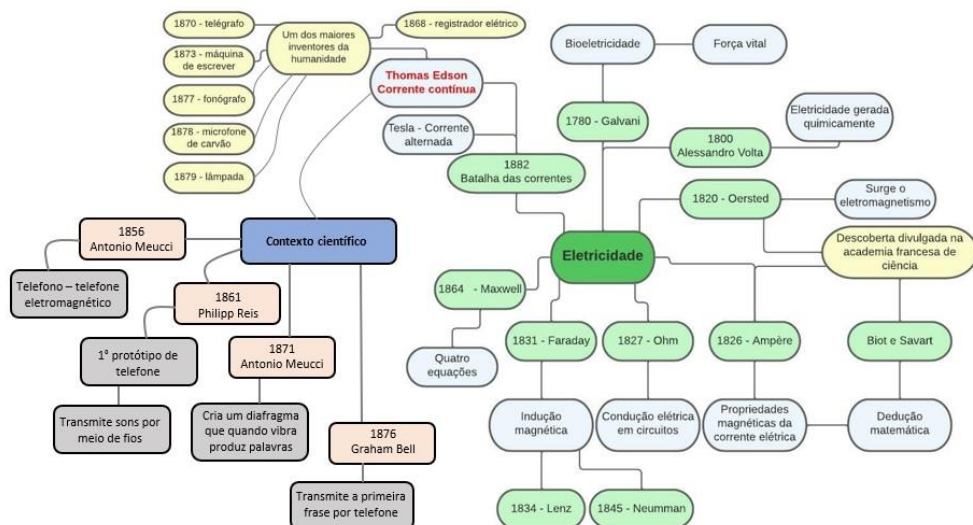 1870 - telégrafo
1873 - máquina
de escrever
1877 - fonógrafo
1878 - microfone
de carvão
1879 - lâmpada
Um dos maiores
inventores da
humanidade
1868 - registrador elétrico
Thomas Edson
Corrente contínua
Tesla - Corrente
alternada
1882
Batalha das correntes
Bioeletricidade
Força vital
1780 - Galvani
Eletricidade gerada
quimicamente
1800
Alessandro Volta
1820 - Oersted
Surge o
eletromagnetismo
Descoberta divulgada na
academia francesa de
ciência
Eletricidade
1864 - Maxwell
Quatro
equações
1831 - Faraday
1827 - Ohm
1826 - Ampère
Biot e Savart
Indução
magnética
Condução elétrica
em circuitos
Propriedades
magnéticas da
corrente elétrica
Dedução
matemática
1834 - Lenz
1845 - Neumman
Contexto científico
1856
Antonio Meucci
Telefono – telefone
eletromagnético
1861
Philipp Reis
1° protótipo de
telefone
Transmite sons por
meio de fios
1871
Antonio Meucci
Cria um diafragma
que quando vibra
produz palavras
1876
Graham Bell
Transmite a primeira
frase por telefone